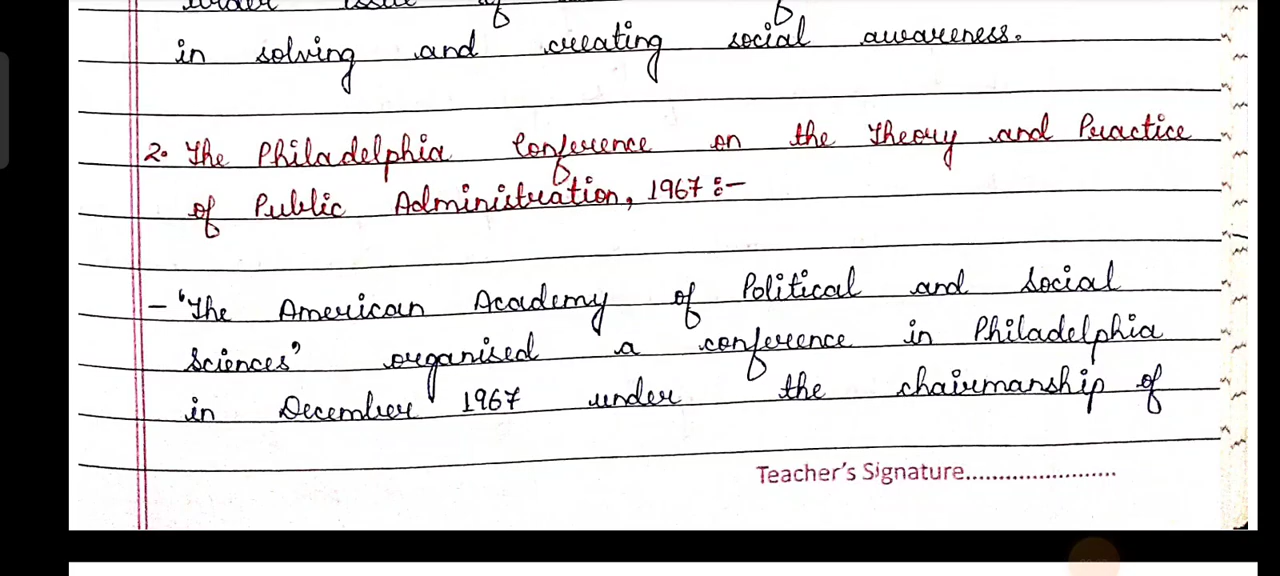 in solving and creating social awareness.
2. The Philadelphia Conference on the Theory and Practice
of Public Administration, 1967 :-
- 'The American Academy of Political and Social
Sciences' organised a conference in Philadelphia
in December 1967 under the chairmanship of
Teacher's Signature........................